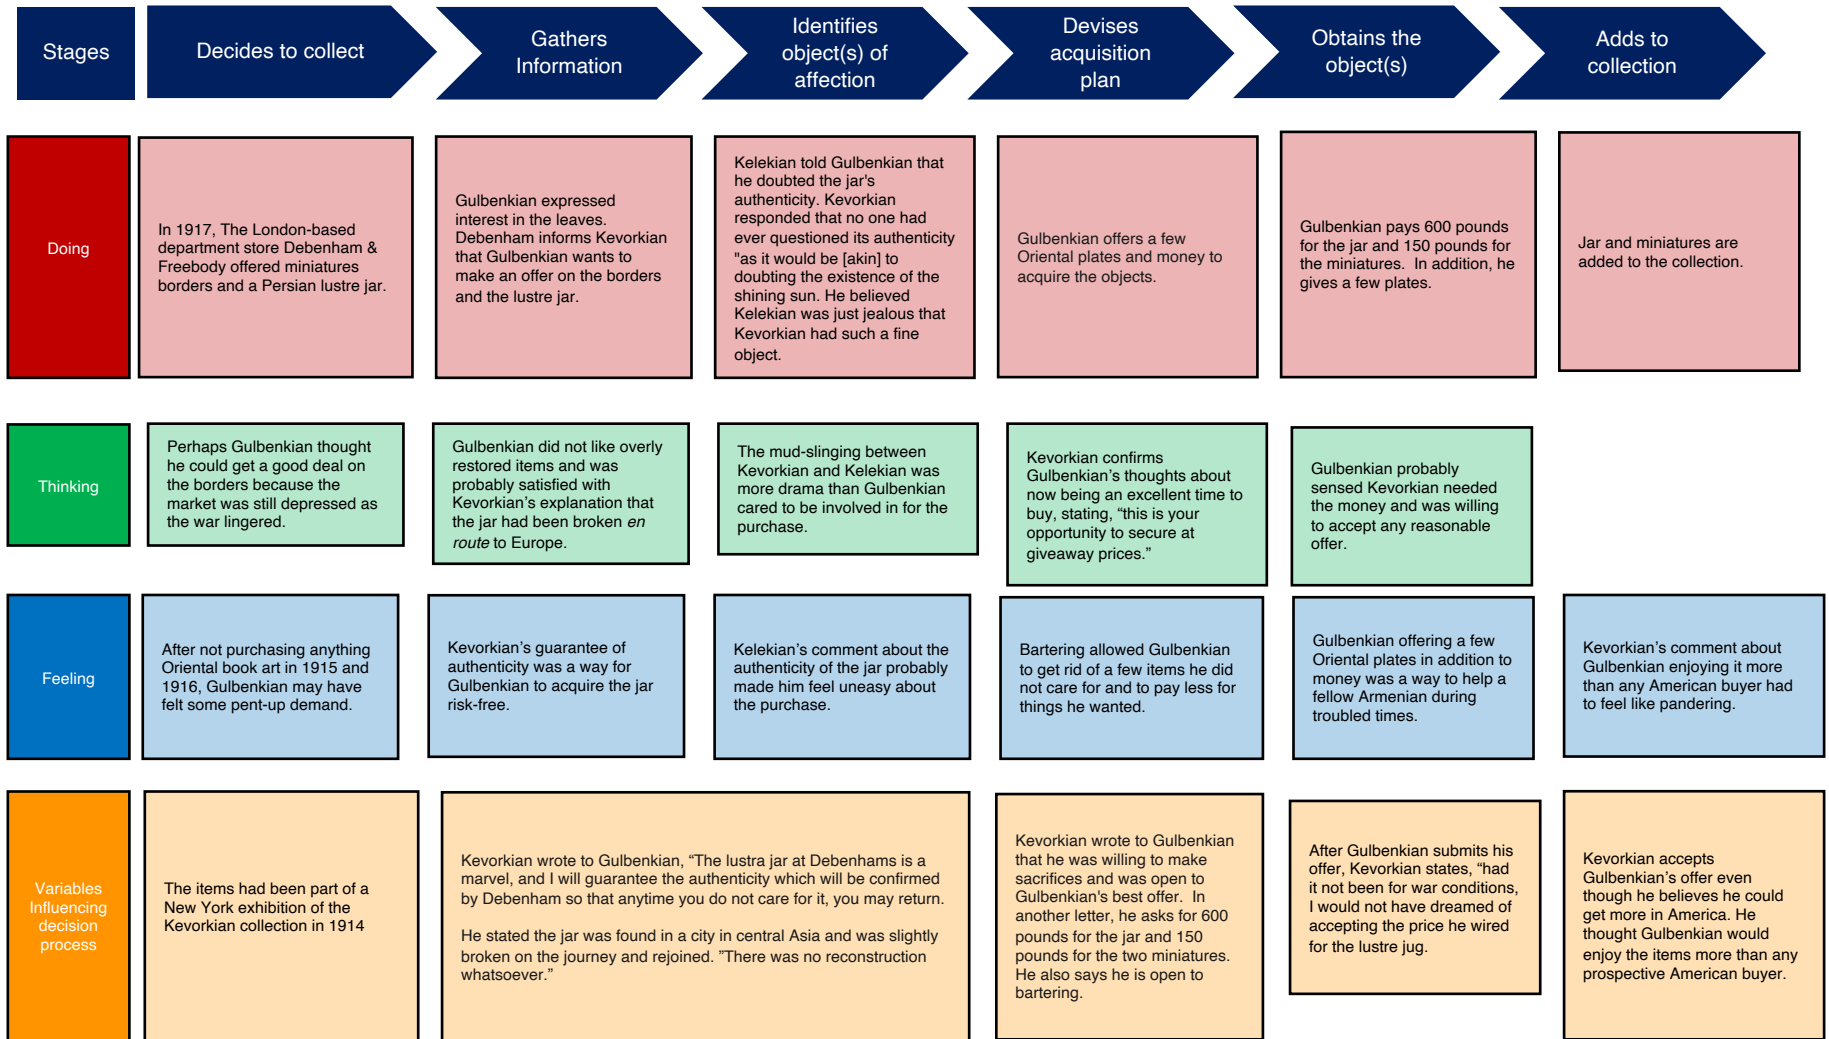 Stages
Decides to collect
Gathers
Information
Identifies
object(s) of
affection
Devises
acquisition
plan
Obtains the
object(s)
Adds to
collection
Doing
In 1917, The London-based
department store Debenham &
Freebody offered miniatures
borders and a Persian lustre jar.
Gulbenkian expressed
interest in the leaves.
Debenham informs Kevorkian
that Gulbenkian wants to
make an offer on the borders
and the lustre jar.
Kelekian told Gulbenkian that
he doubted the jar's
authenticity. Kevorkian
responded that no one had
ever questioned its authenticity
"as it would be [akin] to
doubting the existence of the
shining sun. He believed
Kelekian was just jealous that
Kevorkian had such a fine
object.
Gulbenkian offers a few
Oriental plates and money to
acquire the objects.
Gulbenkian pays 600 pounds
for the jar and 150 pounds for
the miniatures.  In addition, he
gives a few plates.
Jar and miniatures are
added to the collection.
Thinking
Perhaps Gulbenkian thought
he could get a good deal on
the borders because the
market was still depressed as
the war lingered.
Gulbenkian did not like overly
restored items and was
probably satisfied with
Kevorkian’s explanation that
the jar had been broken en
route to Europe.
The mud-slinging between
Kevorkian and Kelekian was
more drama than Gulbenkian
cared to be involved in for the
purchase.
Kevorkian confirms
Gulbenkian’s thoughts about
now being an excellent time to
buy, stating, “this is your
opportunity to secure at
giveaway prices.”
Gulbenkian probably
sensed Kevorkian needed
the money and was willing
to accept any reasonable
offer.
Feeling
After not purchasing anything
Oriental book art in 1915 and
1916, Gulbenkian may have
felt some pent-up demand.
Kevorkian’s guarantee of
authenticity was a way for
Gulbenkian to acquire the jar
risk-free.
Kelekian’s comment about the
authenticity of the jar probably
made him feel uneasy about
the purchase.
Bartering allowed Gulbenkian
to get rid of a few items he did
not care for and to pay less for
things he wanted.
Gulbenkian offering a few
Oriental plates in addition to
money was a way to help a
fellow Armenian during
troubled times.
Kevorkian’s comment about
Gulbenkian enjoying it more
than any American buyer had
to feel like pandering.
Variables
Influencing
decision
process
The items had been part of a
New York exhibition of the
Kevorkian collection in 1914
Kevorkian wrote to Gulbenkian, “The lustra jar at Debenhams is a
marvel, and I will guarantee the authenticity which will be confirmed
by Debenham so that anytime you do not care for it, you may return.
He stated the jar was found in a city in central Asia and was slightly
broken on the journey and rejoined. ”There was no reconstruction
whatsoever.”
Kevorkian wrote to Gulbenkian
that he was willing to make
sacrifices and was open to
Gulbenkian's best offer.  In
another letter, he asks for 600
pounds for the jar and 150
pounds for the two miniatures.
He also says he is open to
bartering.
After Gulbenkian submits his
offer, Kevorkian states, “had
it not been for war conditions,
I would not have dreamed of
accepting the price he wired
for the lustre jug.
Kevorkian accepts
Gulbenkian’s offer even
though he believes he could
get more in America. He
thought Gulbenkian would
enjoy the items more than any
prospective American buyer.